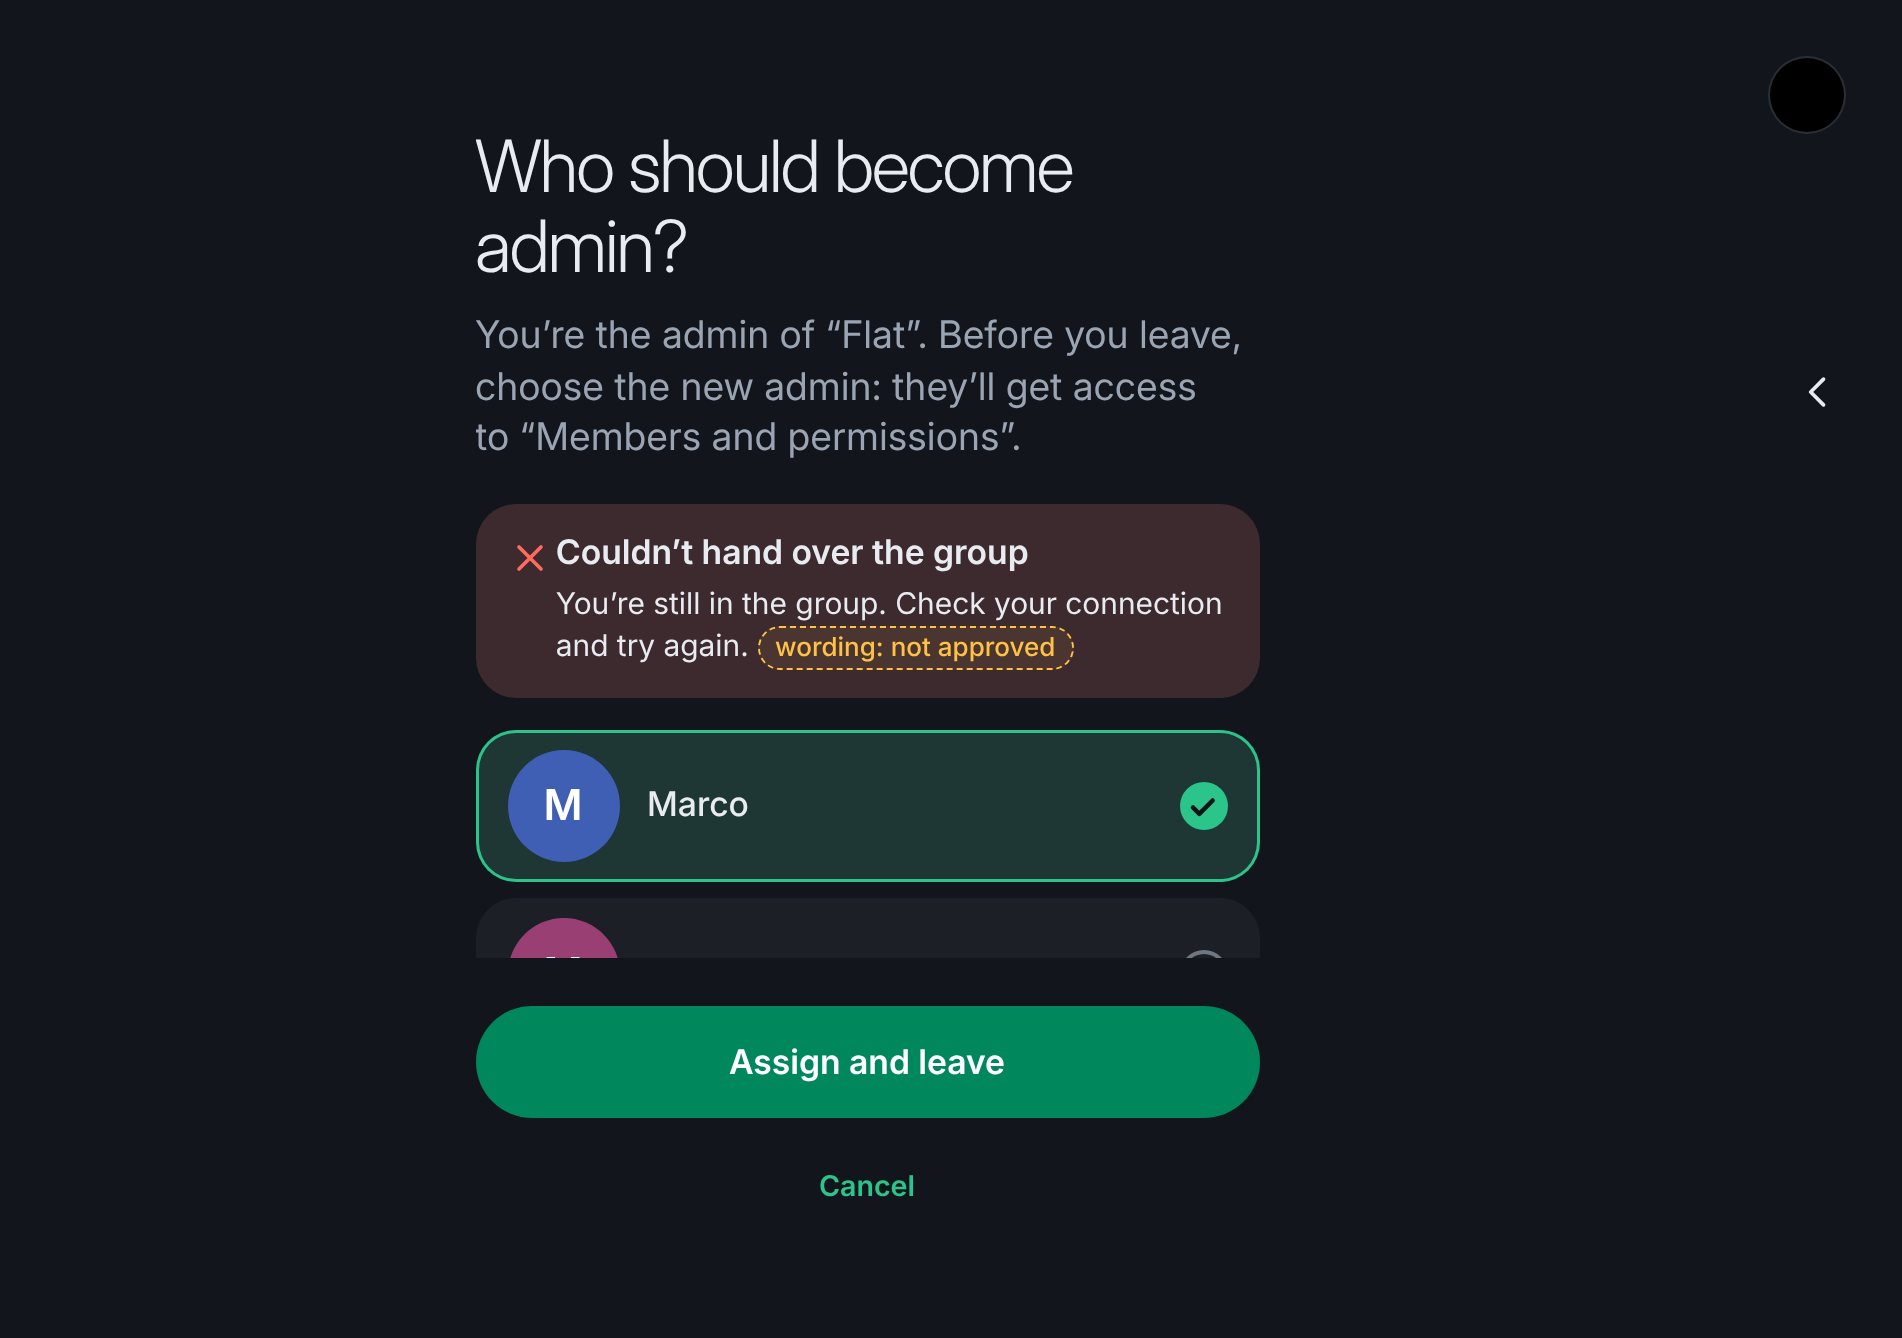 Who should become
admin?
You’re the admin of “Flat”. Before you leave,
choose the new admin: they’ll get access
to “Members and permissions”.
Couldn’t hand over the group
You’re still in the group. Check your connection
and try again. wording: not approved
M Marco
Assign and leave
Cancel